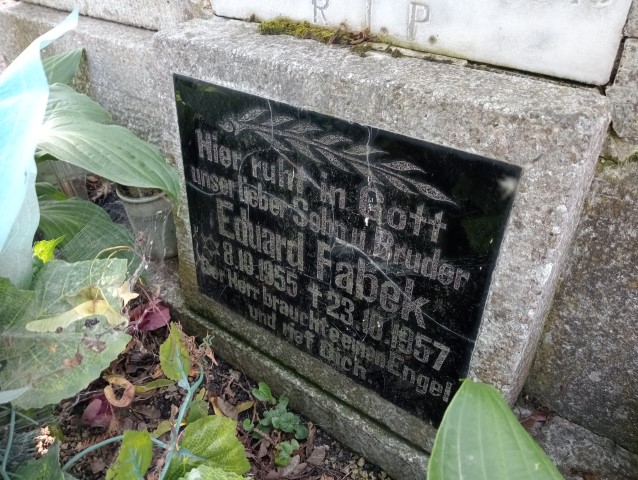 R I P
Hier ruht in Gott
unser lieber Sohn u. Bruder
Eduard Fabek
☆ 8.10.1955 ✝ 23.10.1957
Der Herr brauchte einen Engel
und rief Dich.